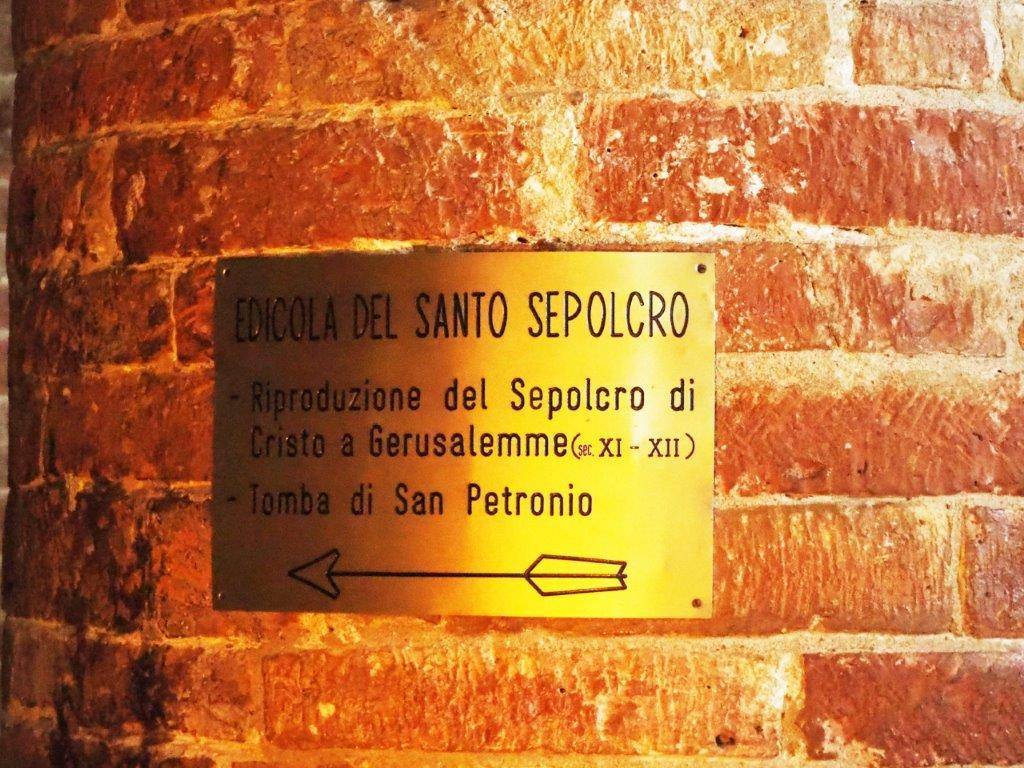 EDICOLA DEL SANTO SEPOLCRO
- Riproduzione del Sepolcro di
Cristo a Gerusalemme (sec. XI - XII)
- Tomba di San Petronio